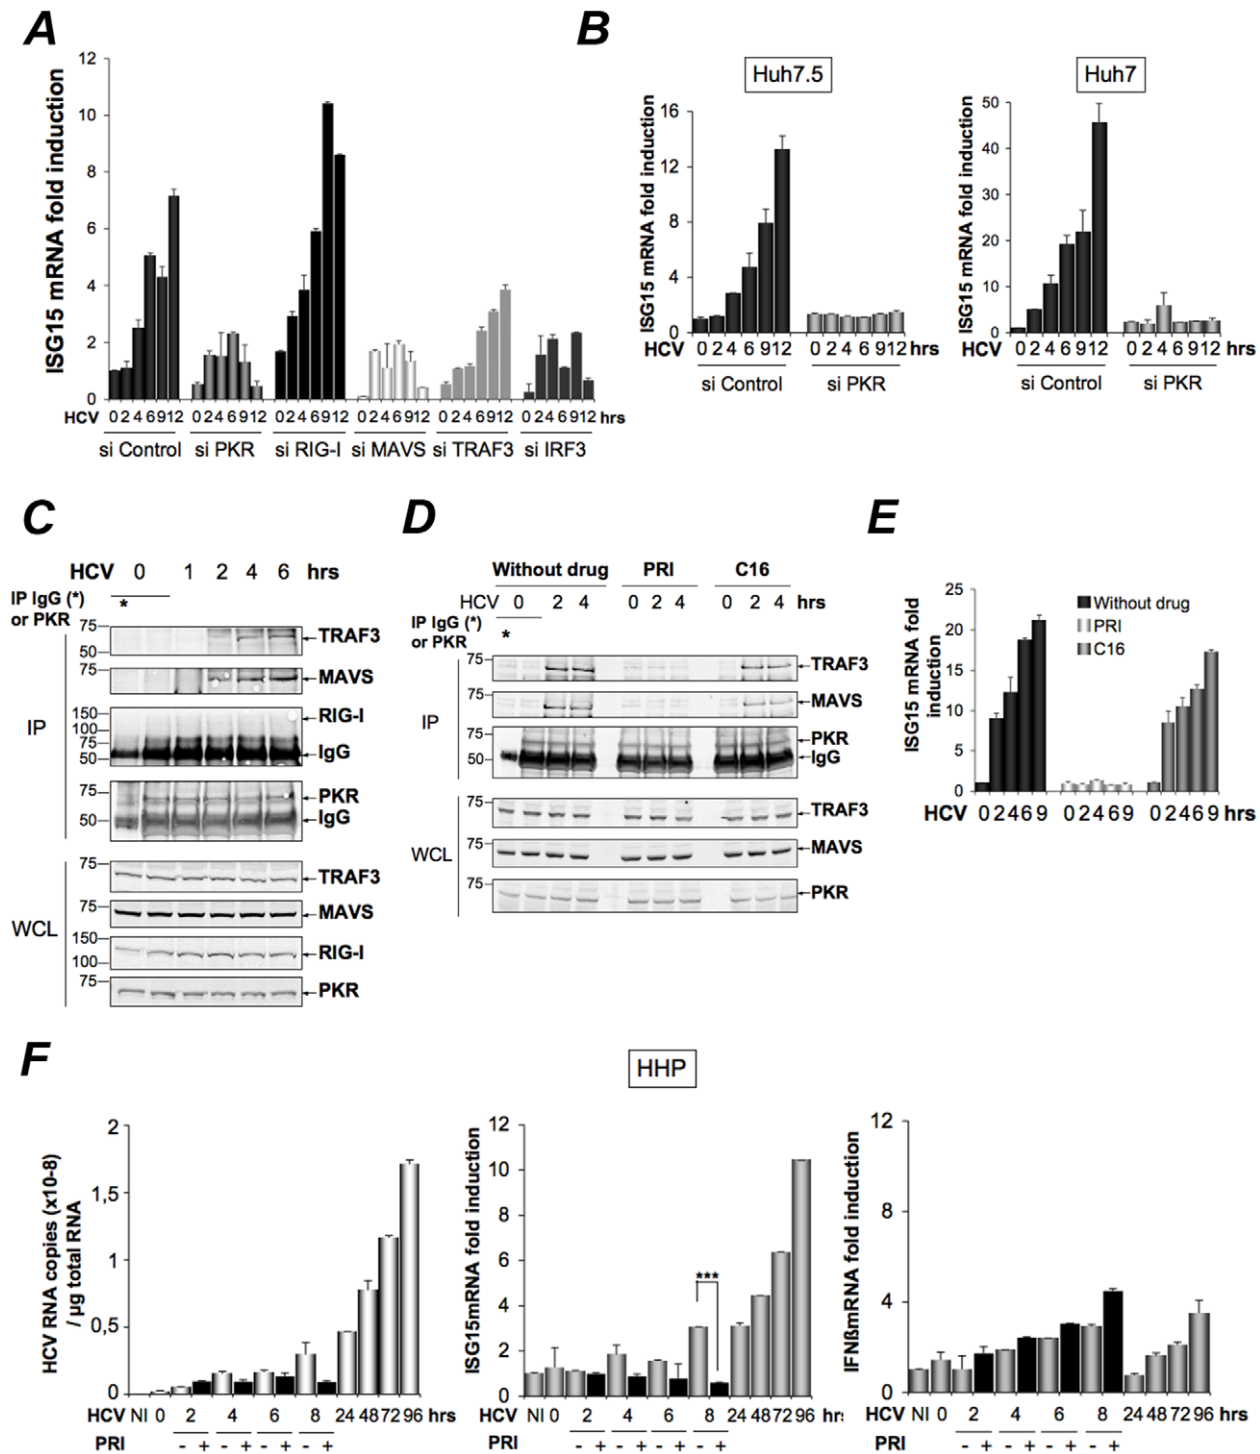 A
ISG15 mRNA fold induction
12
10
8
6
4
2
0
HCV 0 2 4 6 9 12 0 2 4 6 9 12 0 2 4 6 9 12 0 2 4 6 9 12 0 2 4 6 9 12 0 2 4 6 9 12 hrs
si Control si PKR si RIG-I si MAVS si TRAF3 si IRF3
B
Huh7.5
ISG15 mRNA fold induction
16
12
8
4
0
HCV 0 2 4 6 9 12 0 2 4 6 9 12 hrs
si Control si PKR
Huh7
ISG15 mRNA fold induction
50
40
30
20
10
0
HCV 0 2 4 6 9 12 0 2 4 6 9 12 hrs
si Control si PKR
C
HCV 0 1 2 4 6 hrs
IP IgG (*)
or PKR
*
IP
75
50
TRAF3
75
MAVS
150
100
75
50
RIG-I
IgG
75
50
PKR
IgG
WCL
75
TRAF3
75
MAVS
150
100
RIG-I
75
PKR
D
Without drug PRI C16
HCV 0 2 4 0 2 4 0 2 4 hrs
IP IgG (*)
or PKR
*
IP
75
TRAF3
75
MAVS
75
50
PKR
IgG
WCL
75
TRAF3
75
MAVS
75
PKR
E
ISG15 mRNA fold
induction
25
20
15
10
5
0
Without drug
PRI
C16
HCV 0 2 4 6 9 0 2 4 6 9 0 2 4 6 9 hrs
F
HHP
HCV RNA copies (x10-8)
/ µg total RNA
2
1,5
1
0,5
0
HCV NI 0 2 4 6 8 24 48 72 96 hrs
PRI - + - + - + - +
ISG15mRNA fold induction
12
10
8
6
4
2
0
***
HCV NI 0 2 4 6 8 24 48 72 96 hr
PRI - + - + - + - +
IFNßmRNA fold induction
12
8
4
0
HCV NI 0 2 4 6 8 24 48 72 96 hrs
PRI - + - + - + - +